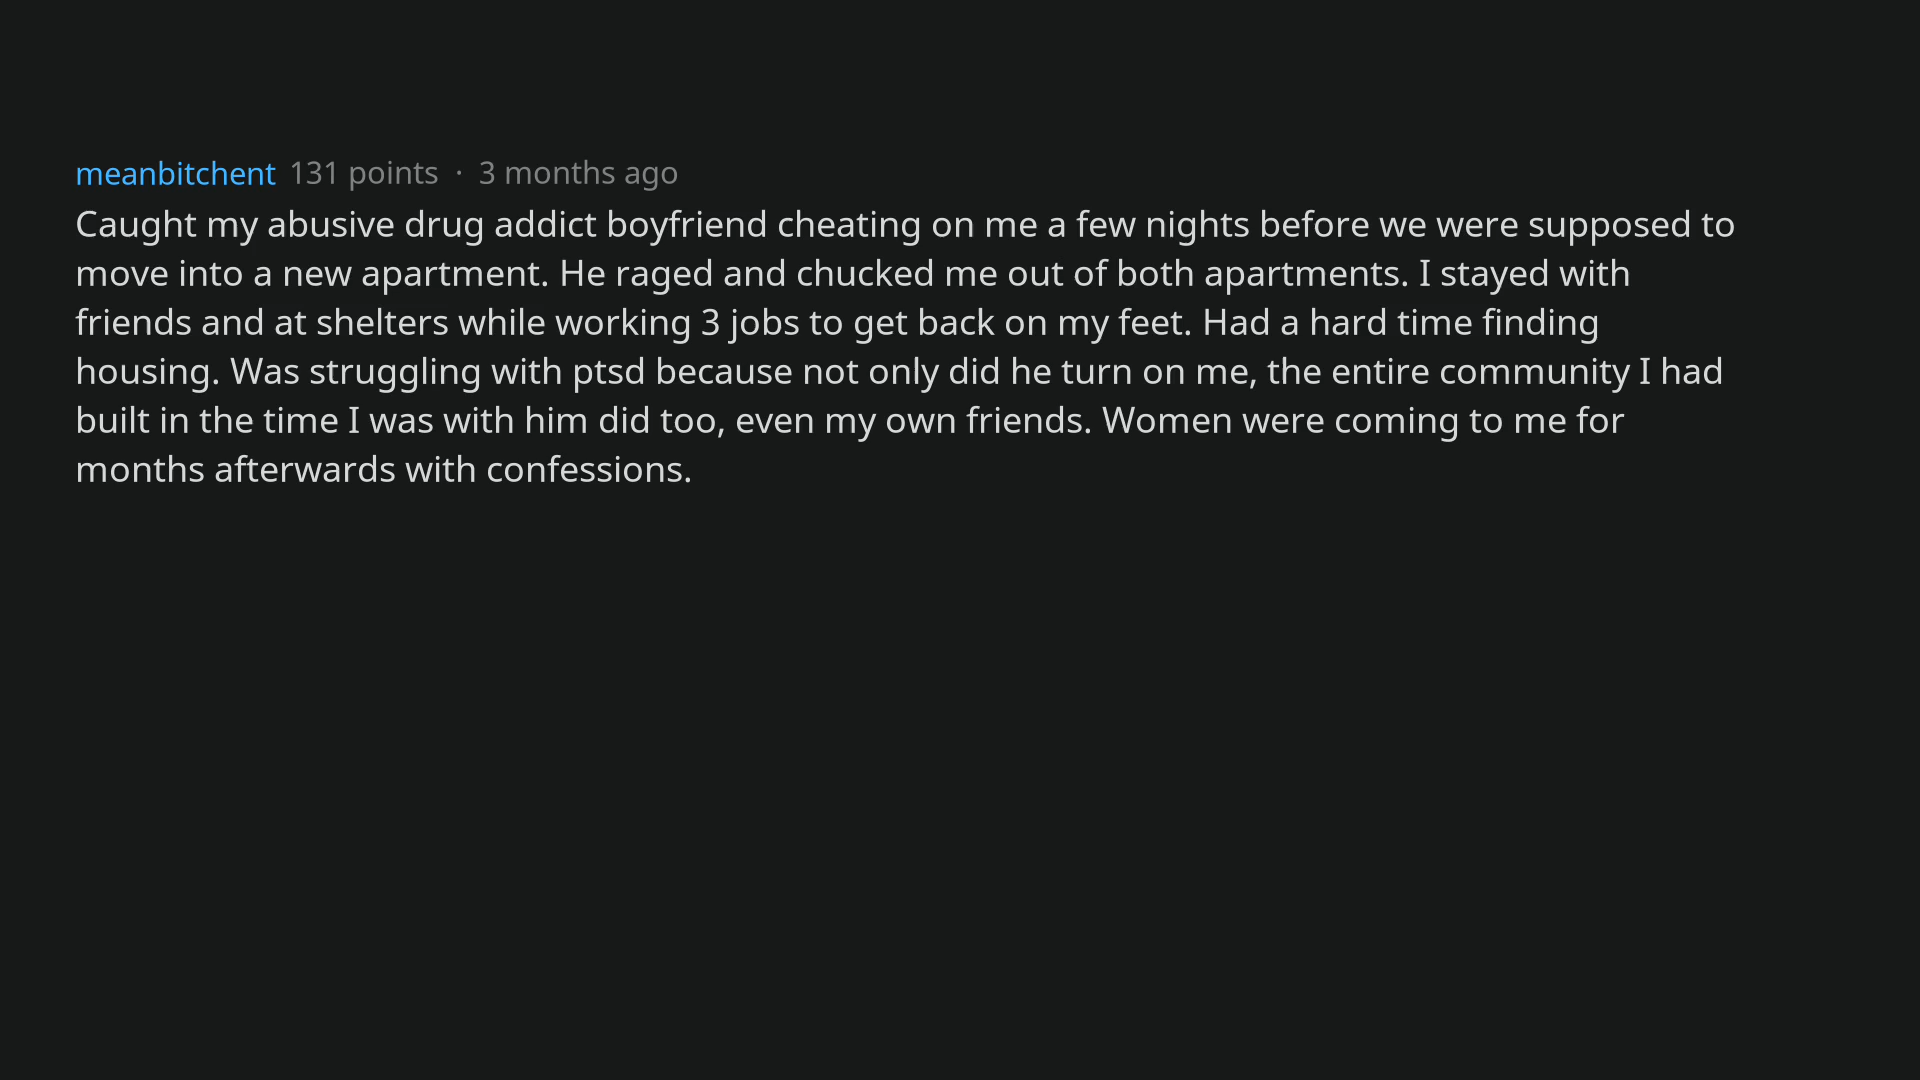 meanbitchent 131 points · 3 months ago
Caught my abusive drug addict boyfriend cheating on me a few nights before we were supposed to
move into a new apartment. He raged and chucked me out of both apartments. I stayed with
friends and at shelters while working 3 jobs to get back on my feet. Had a hard time finding
housing. Was struggling with ptsd because not only did he turn on me, the entire community I had
built in the time I was with him did too, even my own friends. Women were coming to me for
months afterwards with confessions.